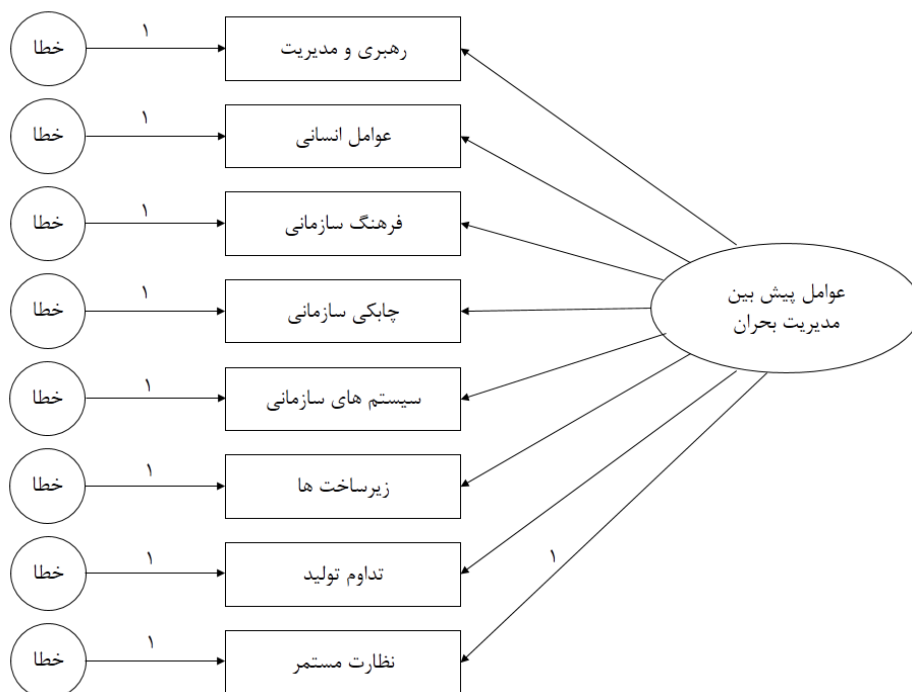 رهبری و مدیریت
۱
خطا
عوامل انسانی
۱
خطا
فرهنگ سازمانی
۱
خطا
عوامل پیش بین
مدیریت بحران
چابکی سازمانی
۱
خطا
سیستم های سازمانی
۱
خطا
زیرساخت ها
۱
خطا
۱
تداوم تولید
۱
خطا
نظارت مستمر
۱
خطا